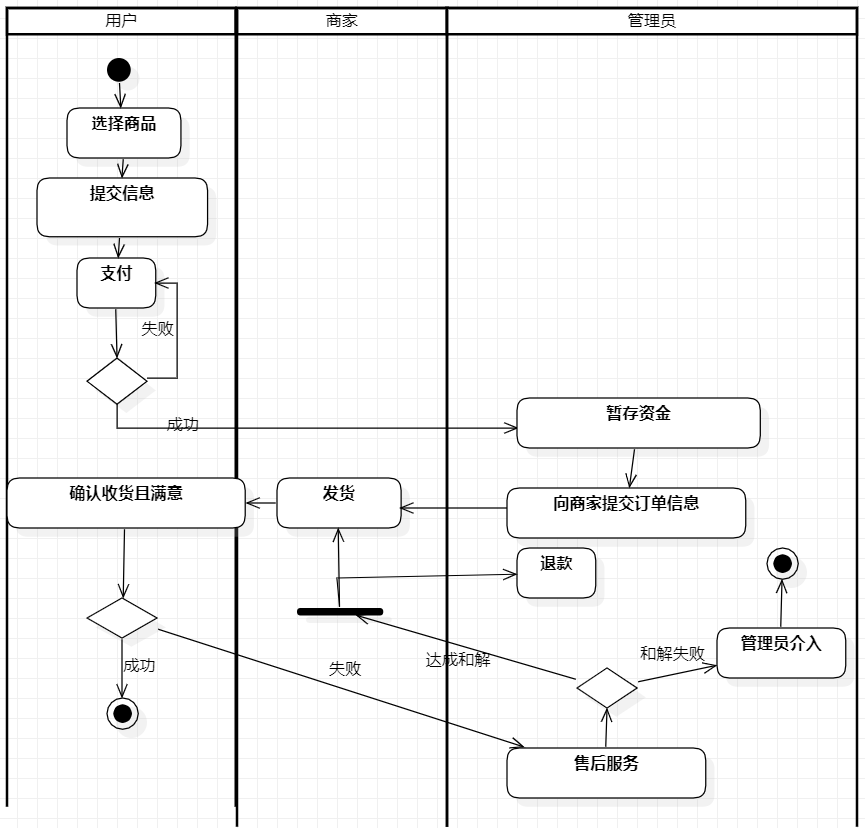 用户
商家
管理员
选择商品
提交信息
支付
失败
成功
暂存资金
确认收货且满意
发货
向商家提交订单信息
退款
达成和解
和解失败
管理员介入
成功
失败
售后服务